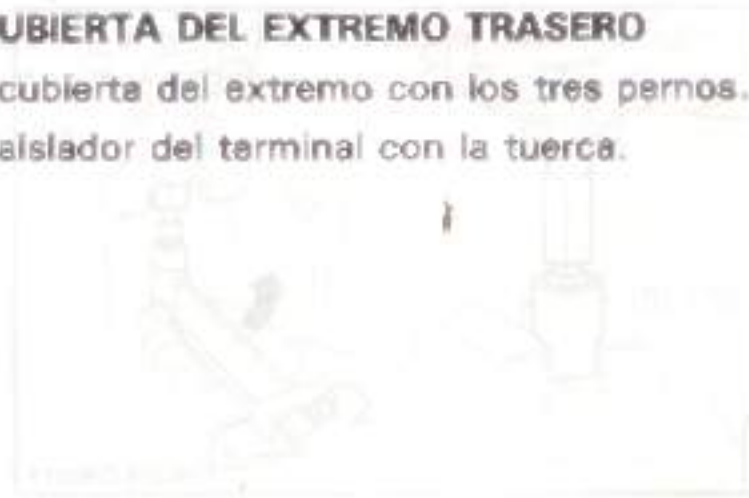 UBIERTA DEL EXTREMO TRASERO
cubierta del extremo con los tres pernos.
aislador del terminal con la tuerca.